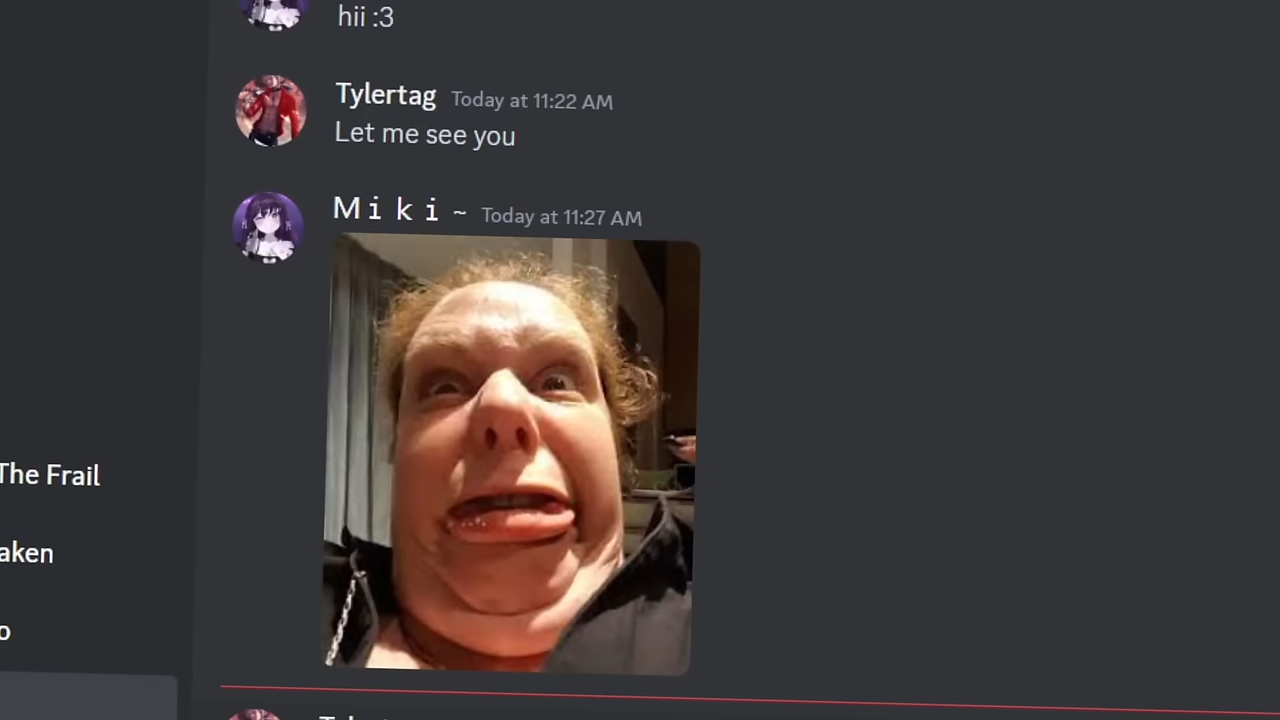 hii :3
Tylertag Today at 11:22 AM
Let me see you
M i k i ~ Today at 11:27 AM
The Frail
aken
o